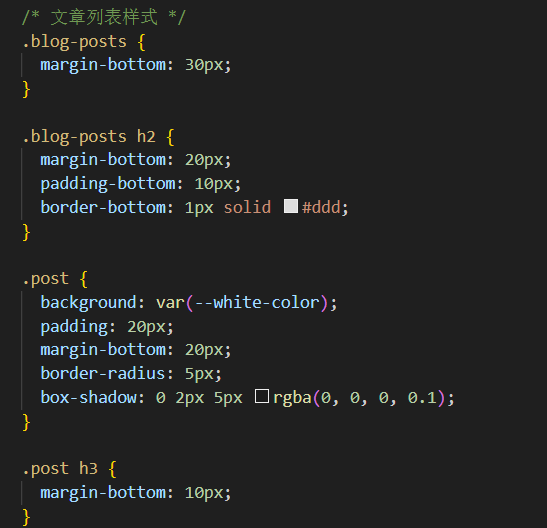 /* 文章列表样式 */
.blog-posts {
  margin-bottom: 30px;
}

.blog-posts h2 {
  margin-bottom: 20px;
  padding-bottom: 10px;
  border-bottom: 1px solid #ddd;
}

.post {
  background: var(--white-color);
  padding: 20px;
  margin-bottom: 20px;
  border-radius: 5px;
  box-shadow: 0 2px 5px rgba(0, 0, 0, 0.1);
}

.post h3 {
  margin-bottom: 10px;
}